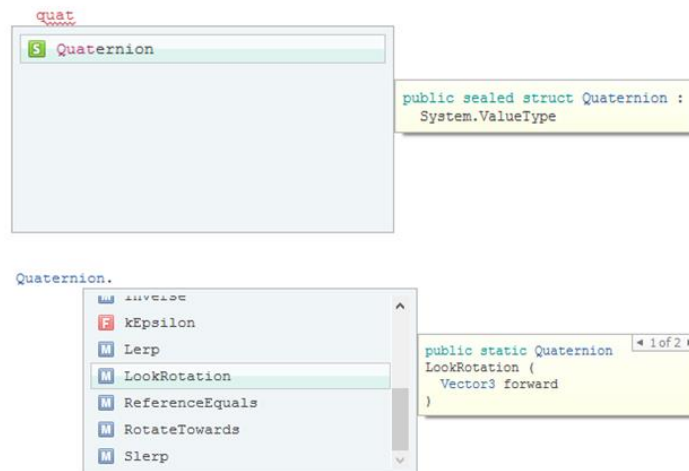 quat
S Quaternion
public sealed struct Quaternion :
System.ValueType
Quaternion.
M Inverse
F kEpsilon
M Lerp
M LookRotation
M ReferenceEquals
M RotateTowards
M Slerp
1 of 2
public static Quaternion
LookRotation (
Vector3 forward
)